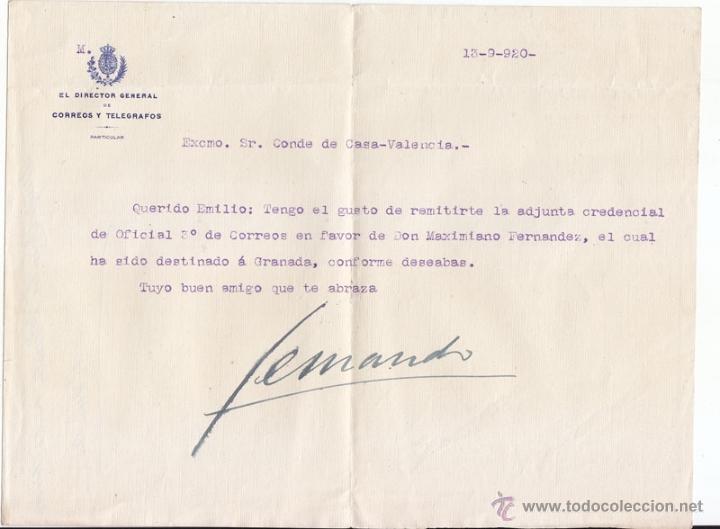 M.
13-9-920-
EL DIRECTOR GENERAL
DE
CORREOS Y TELEGRAFOS
PARTICULAR
Excmo. Sr. Conde de Casa-Valencia.-
Querido Emilio: Tengo el gusto de remitirte la adjunta credencial
de Oficial 3º de Correos en favor de Don Maximiano Fernandez, el cual
ha sido destinado á Granada, conforme deseabas.
Tuyo buen amigo que te abraza
Fernando
todocoleccion
www.todocoleccion.net